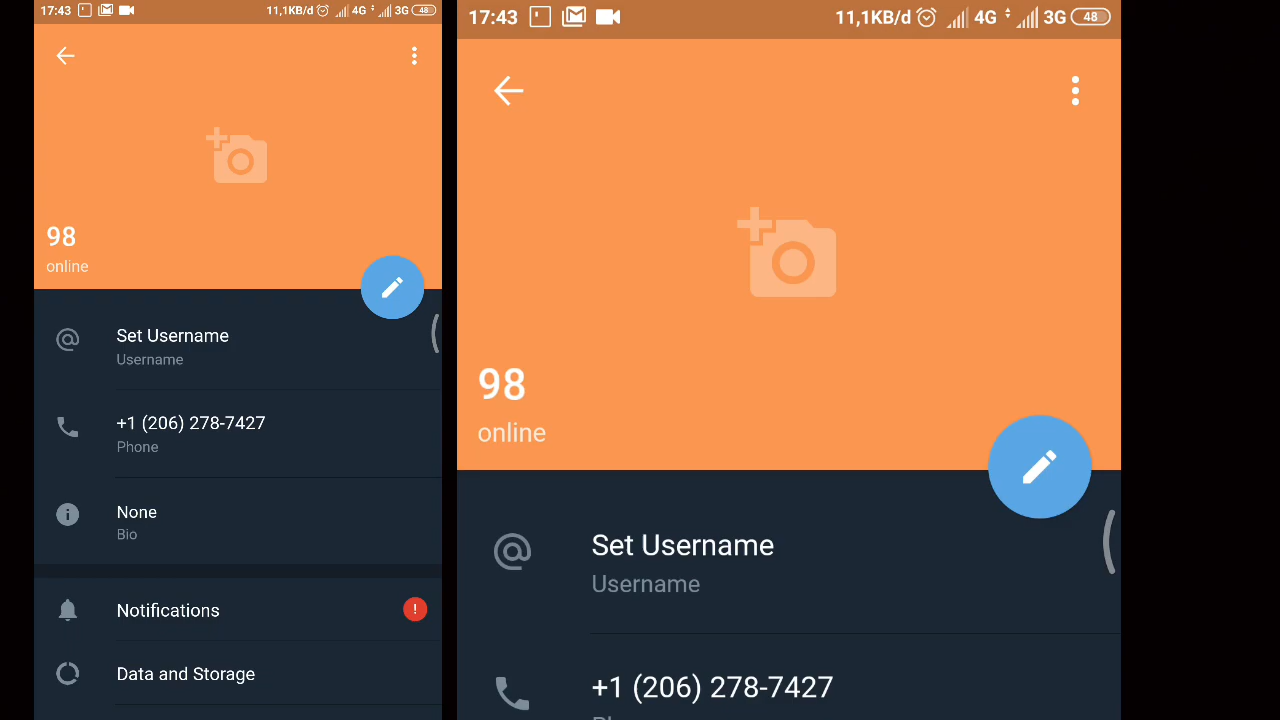 17:43 11,1KB/d 4G 3G 48
98
online
Set Username
Username
+1 (206) 278-7427
Phone
None
Bio
Notifications !
Data and Storage
17:43 11,1KB/d 4G 3G 48
98
online
Set Username
Username
+1 (206) 278-7427